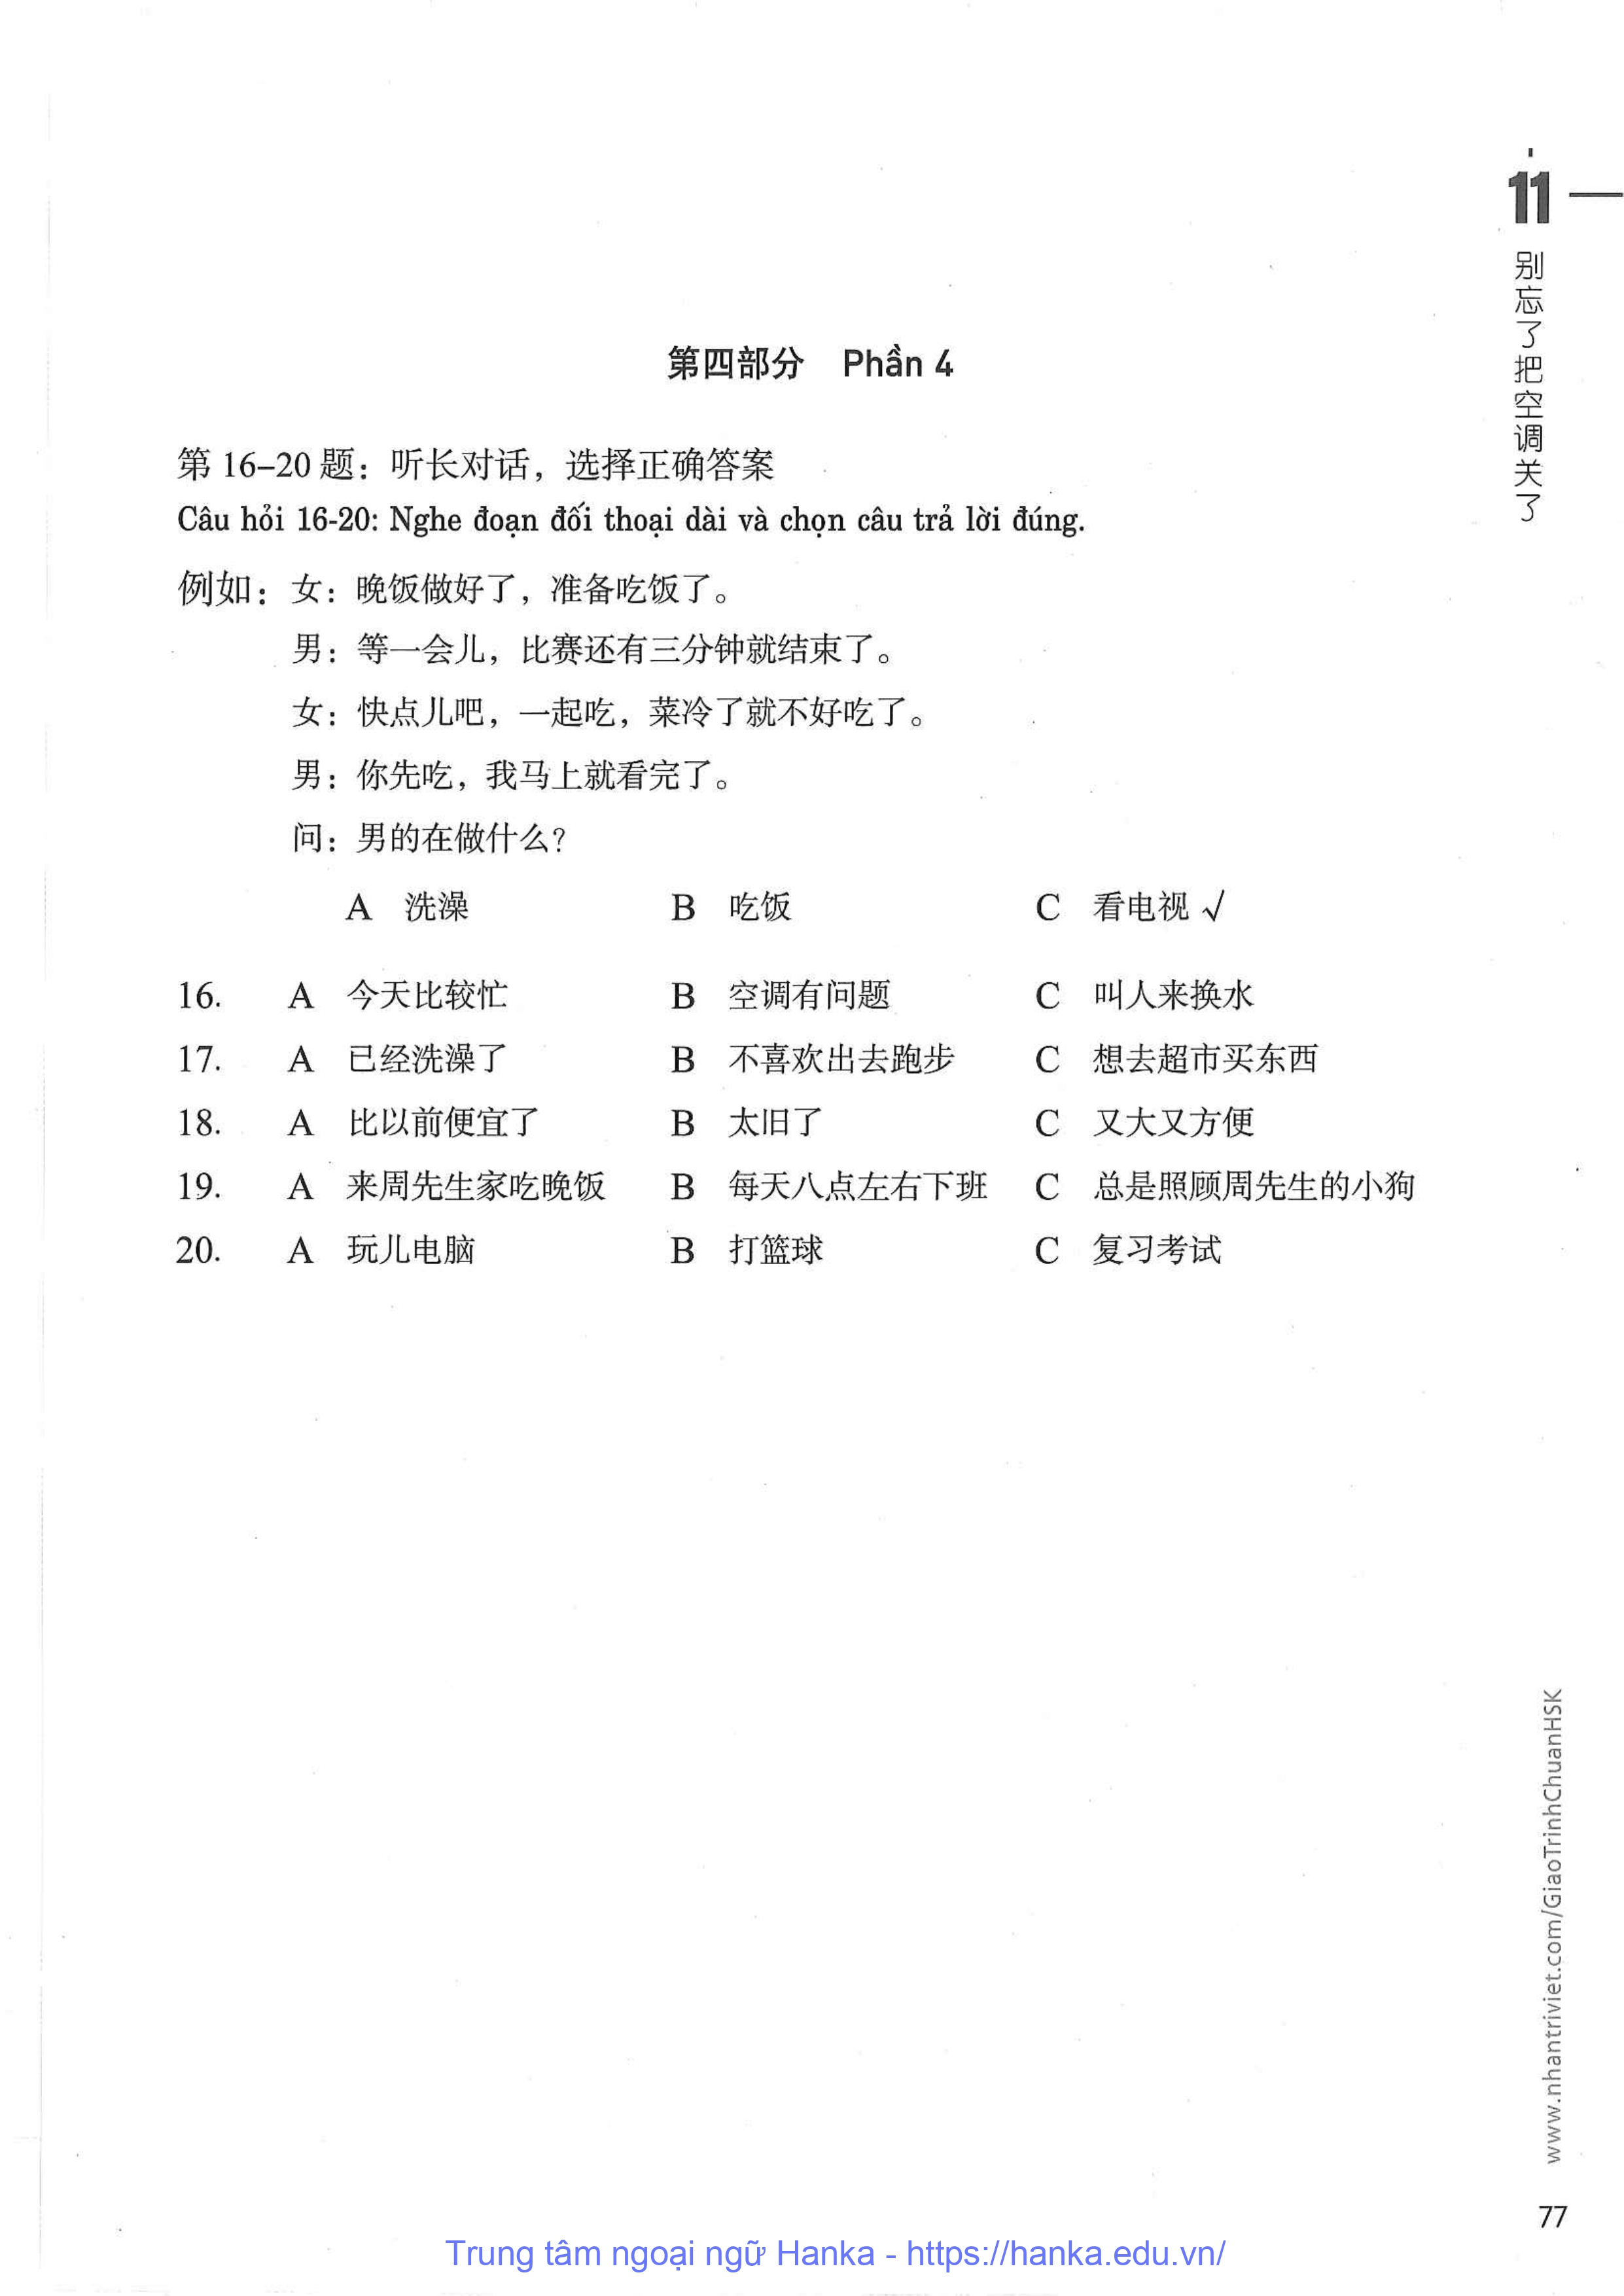 11
别忘了把空调关了
第四部分 Phần 4
第 16–20 题：听长对话，选择正确答案
Câu hỏi 16-20: Nghe đoạn đối thoại dài và chọn câu trả lời đúng.
例如：女：晚饭做好了，准备吃饭了。
男：等一会儿，比赛还有三分钟就结束了。
女：快点儿吧，一起吃，菜冷了就不好吃了。
男：你先吃，我马上就看完了。
问：男的在做什么？
A 洗澡 B 吃饭 C 看电视 √
16. A 今天比较忙 B 空调有问题 C 叫人来换水
17. A 已经洗澡了 B 不喜欢出去跑步 C 想去超市买东西
18. A 比以前便宜了 B 太旧了 C 又大又方便
19. A 来周先生家吃晚饭 B 每天八点左右下班 C 总是照顾周先生的小狗
20. A 玩儿电脑 B 打篮球 C 复习考试
www.nhantriviet.com/GiaoTrinhChuanHSK
77
Trung tâm ngoại ngữ Hanka - https://hanka.edu.vn/